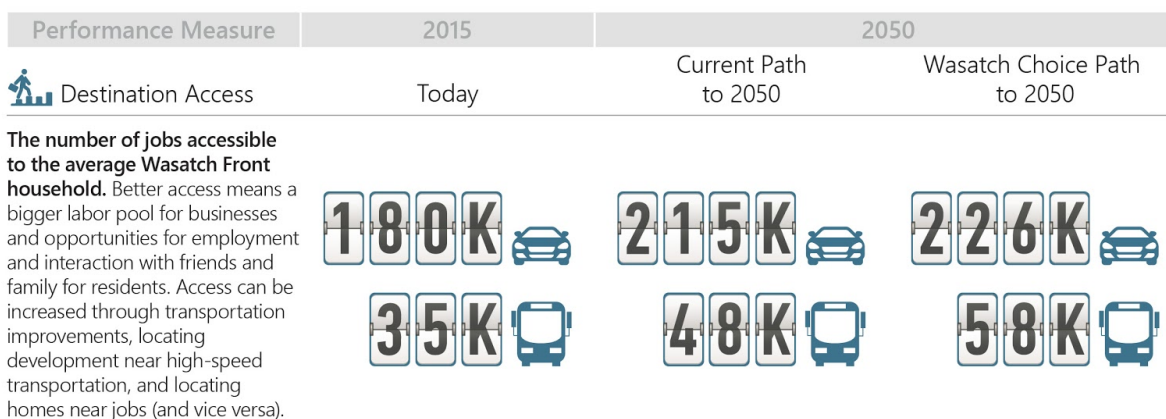 Performance Measure 2015 2050
Destination Access Today Current Path to 2050 Wasatch Choice Path to 2050
The number of jobs accessible
to the average Wasatch Front
household. Better access means a
bigger labor pool for businesses
and opportunities for employment
and interaction with friends and
family for residents. Access can be
increased through transportation
improvements, locating
development near high-speed
transportation, and locating
homes near jobs (and vice versa).
180K 215K 226K
35K 48K 58K